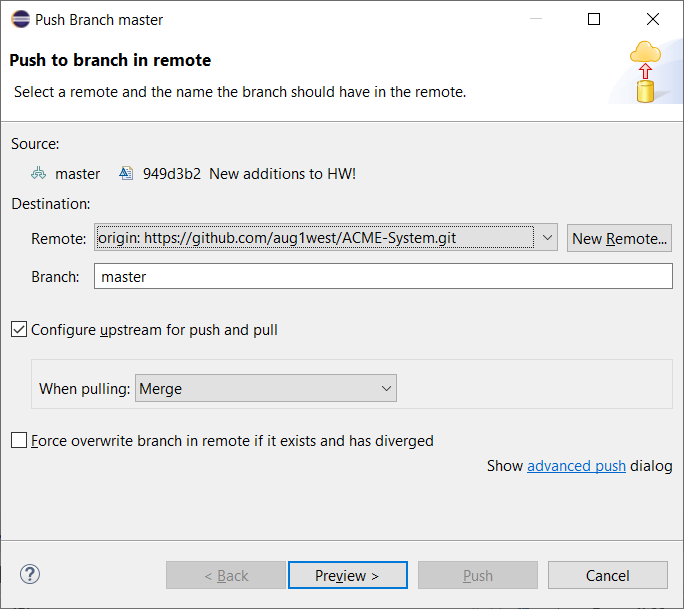 Push Branch master
Push to branch in remote
Select a remote and the name the branch should have in the remote.
Source:
master 949d3b2 New additions to HW!
Destination:
Remote: origin: https://github.com/aug1west/ACME-System.git New Remote...
Branch: master
Configure upstream for push and pull
When pulling: Merge
Force overwrite branch in remote if it exists and has diverged
Show advanced push dialog
? < Back Preview > Push Cancel